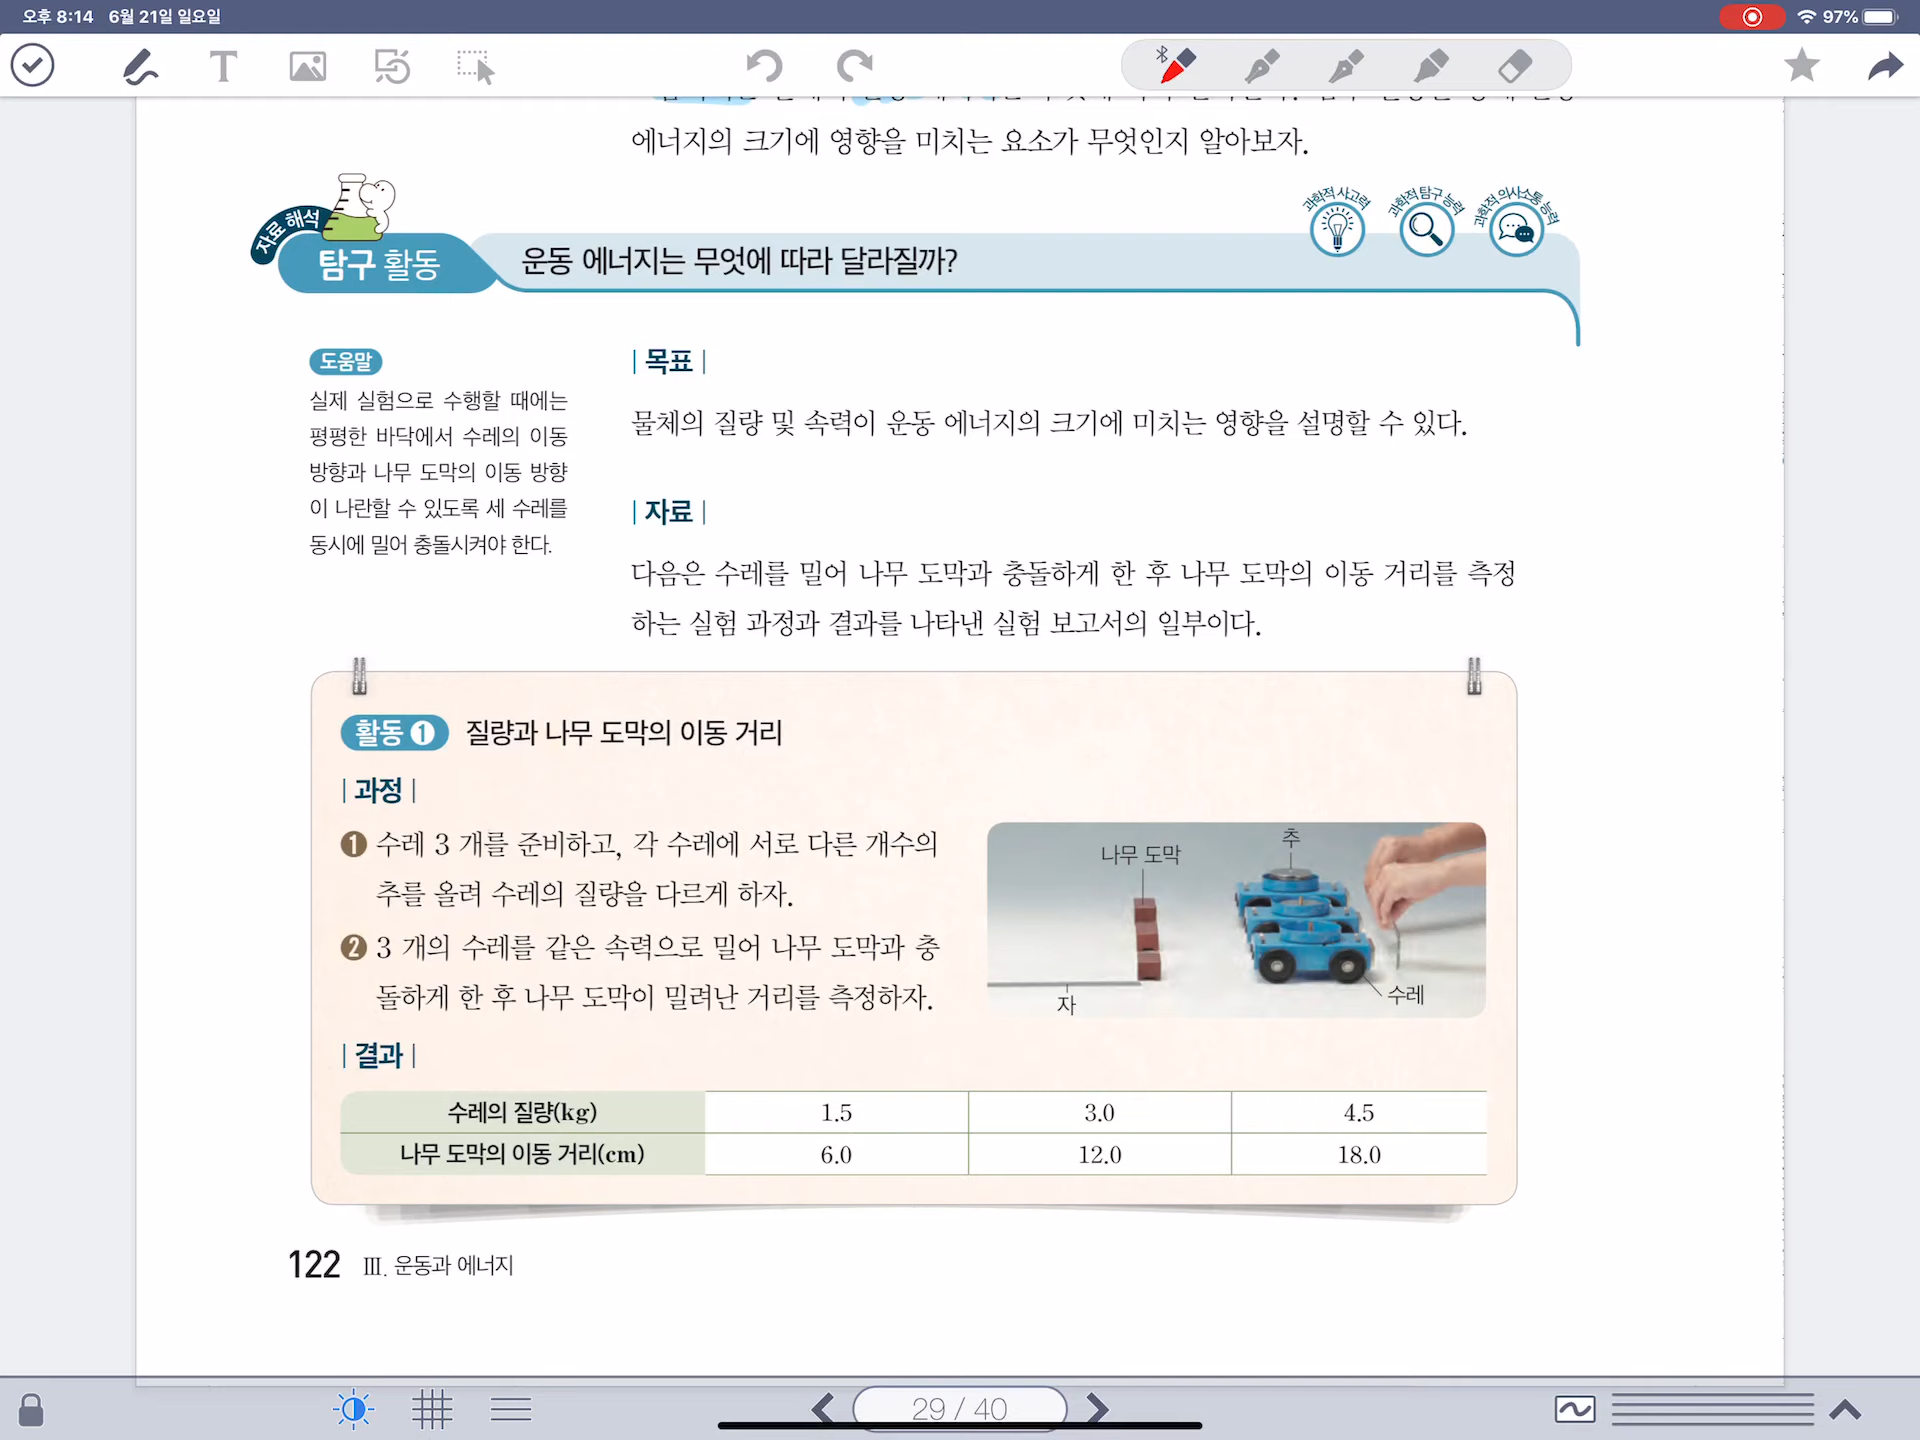 오후 8:14 6월 21일 일요일
97%
에너지의 크기에 영향을 미치는 요소가 무엇인지 알아보자.
자료 해석
탐구 활동
운동 에너지는 무엇에 따라 달라질까?
과학적 사고력
과학적 탐구 능력
과학적 의사소통 능력
도움말
실제 실험으로 수행할 때에는
평평한 바닥에서 수레의 이동
방향과 나무 도막의 이동 방향
이 나란할 수 있도록 세 수레를
동시에 밀어 충돌시켜야 한다.
| 목표 |
물체의 질량 및 속력이 운동 에너지의 크기에 미치는 영향을 설명할 수 있다.
| 자료 |
다음은 수레를 밀어 나무 도막과 충돌하게 한 후 나무 도막의 이동 거리를 측정
하는 실험 과정과 결과를 나타낸 실험 보고서의 일부이다.
활동 ❶ 질량과 나무 도막의 이동 거리
| 과정 |
❶ 수레 3 개를 준비하고, 각 수레에 서로 다른 개수의
추를 올려 수레의 질량을 다르게 하자.
❷ 3 개의 수레를 같은 속력으로 밀어 나무 도막과 충
돌하게 한 후 나무 도막이 밀려난 거리를 측정하자.
나무 도막
추
자
수레
| 결과 |
수레의 질량(kg) 1.5 3.0 4.5
나무 도막의 이동 거리(cm) 6.0 12.0 18.0
122 Ⅲ. 운동과 에너지
29 / 40